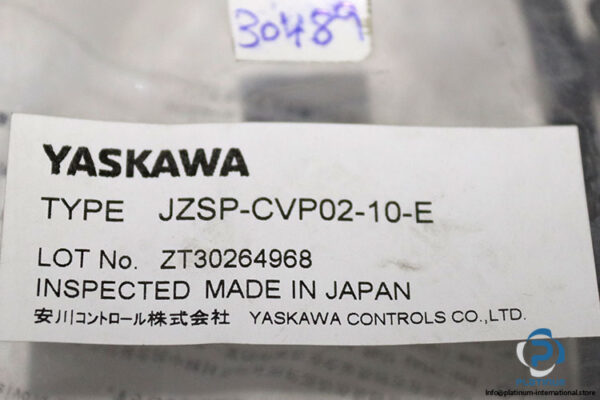 30489
YASKAWA
TYPE JZSP-CVP02-10-E
LOT No. ZT30264968
INSPECTED MADE IN JAPAN
安川コントロール株式会社 YASKAWA CONTROLS CO.,LTD.
PLATINUM
info@platinum-international.store